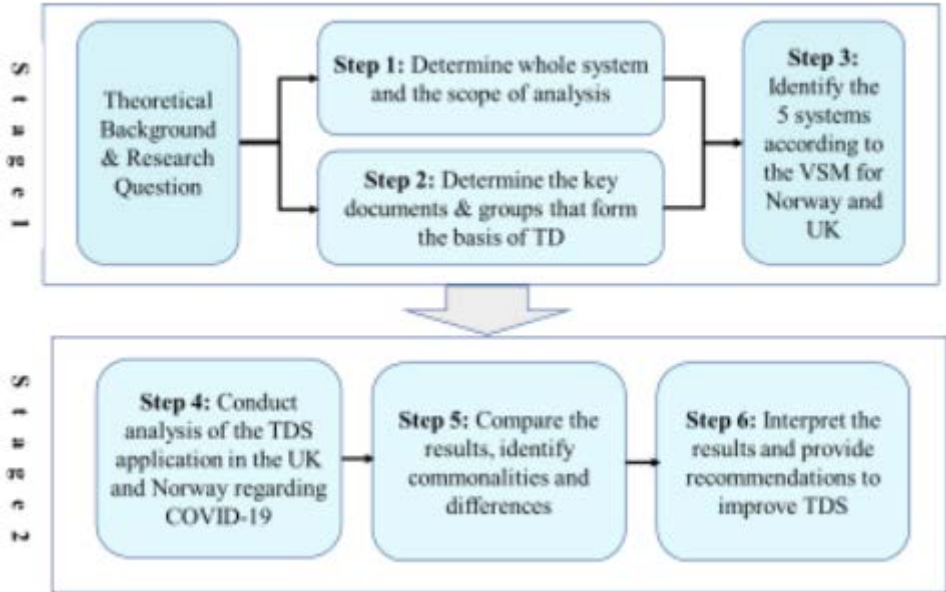 Stage 1
Theoretical
Background
& Research
Question
Step 1: Determine whole system
and the scope of analysis
Step 2: Determine the key
documents & groups that form
the basis of TD
Step 3:
Identify the
5 systems
according to
the VSM for
Norway and
UK
Stage 2
Step 4: Conduct
analysis of the TDS
application in the UK
and Norway regarding
COVID-19
Step 5: Compare the
results, identify
commonalities and
differences
Step 6: Interpret the
results and provide
recommendations to
improve TDS